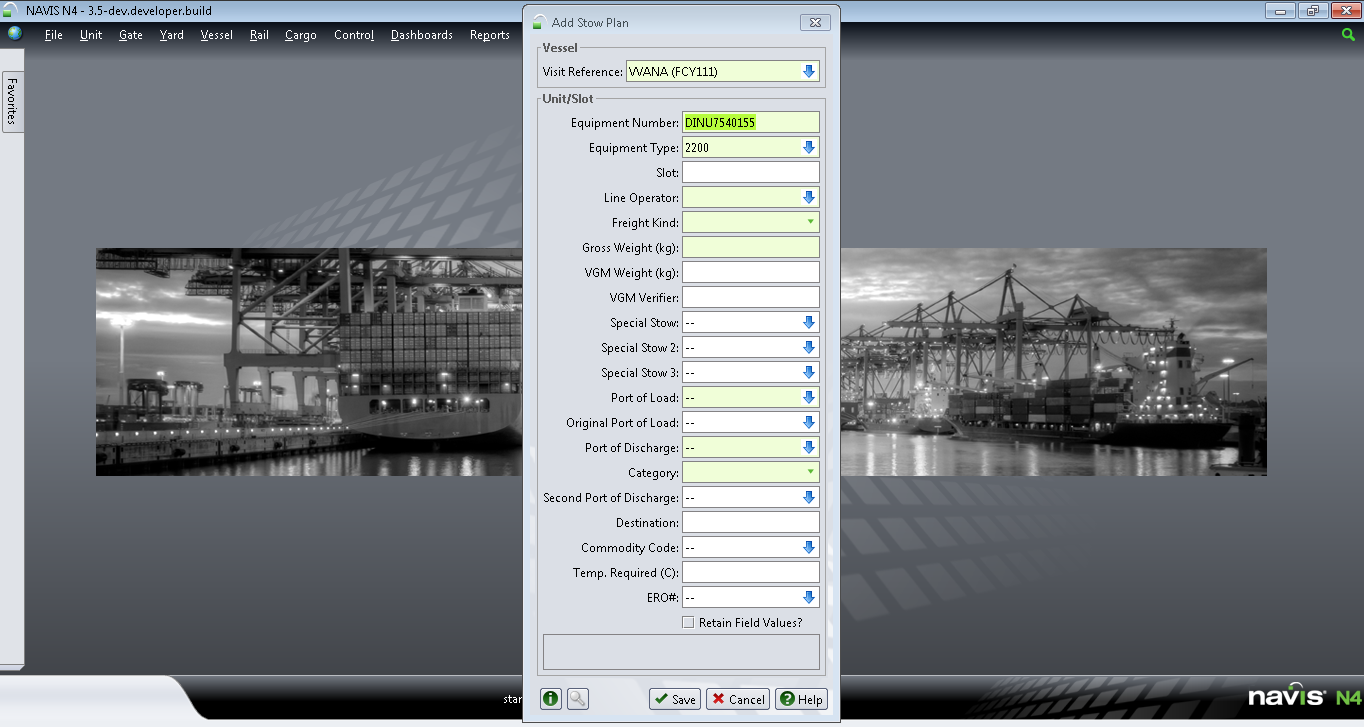 NAVIS N4 - 3.5-dev.developer.build
File Unit Gate Yard Vessel Rail Cargo Control Dashboards Reports
Favorites
Add Stow Plan
Vessel
Visit Reference: VVANA (FCY111)
Unit/Slot
Equipment Number: DINU7540155
Equipment Type: 2200
Slot:
Line Operator:
Freight Kind:
Gross Weight (kg):
VGM Weight (kg):
VGM Verifier:
Special Stow: --
Special Stow 2: --
Special Stow 3: --
Port of Load: --
Original Port of Load: --
Port of Discharge: --
Category:
Second Port of Discharge: --
Destination:
Commodity Code: --
Temp. Required (C):
ERO#: --
Retain Field Values?
Save Cancel Help
navis N4